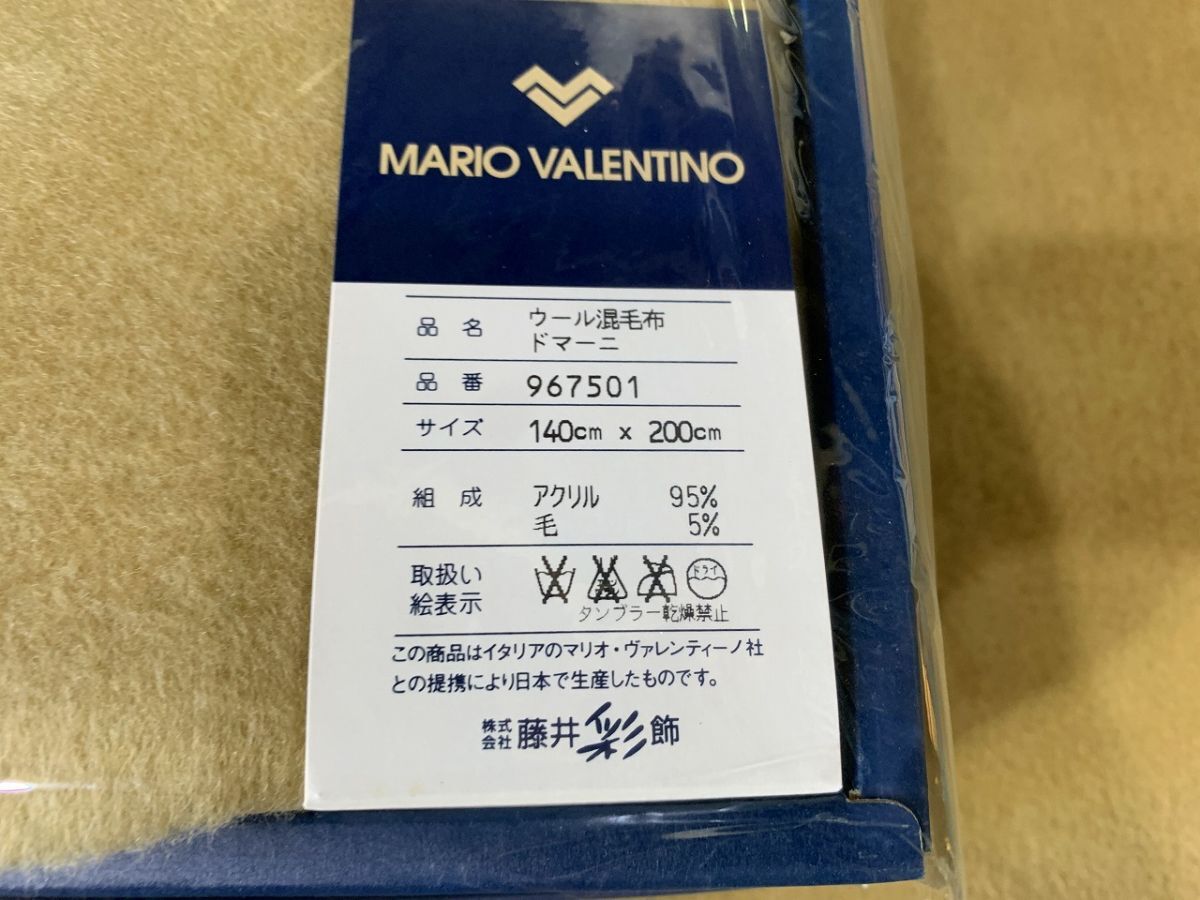 MARIO VALENTINO
品名 ウール混毛布
ドマーニ
品番 967501
サイズ 140cm x 200cm
組成 アクリル 95%
毛 5%
取扱い
絵表示
ドライ
タンブラー乾燥禁止
この商品はイタリアのマリオ・ヴァレンティーノ社
との提携により日本で生産したものです。
株式会社 藤井彩飾